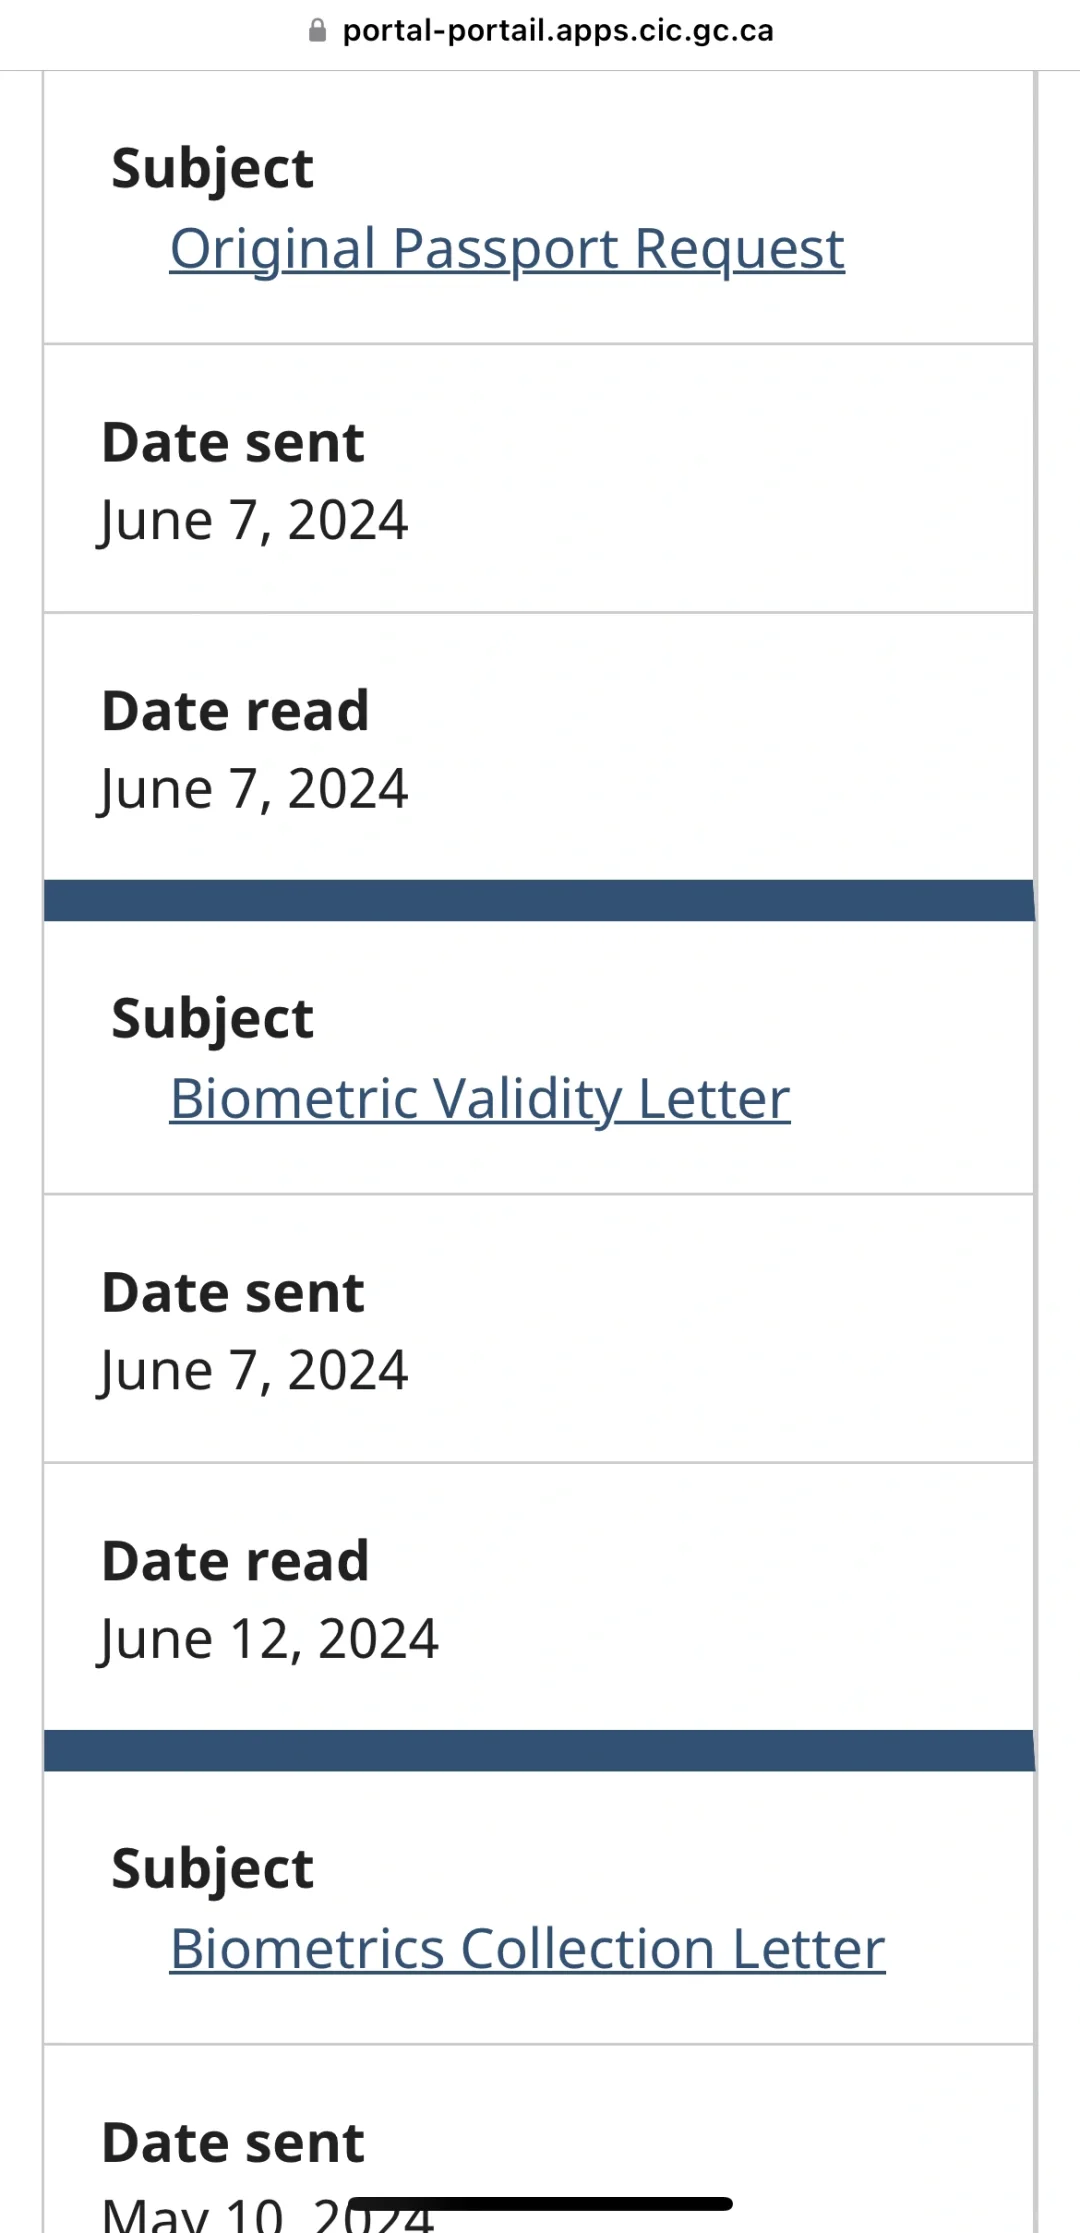 portal-portail.apps.cic.gc.ca
Subject
Original Passport Request
Date sent
June 7, 2024
Date read
June 7, 2024
Subject
Biometric Validity Letter
Date sent
June 7, 2024
Date read
June 12, 2024
Subject
Biometrics Collection Letter
Date sent
May 10, 2024